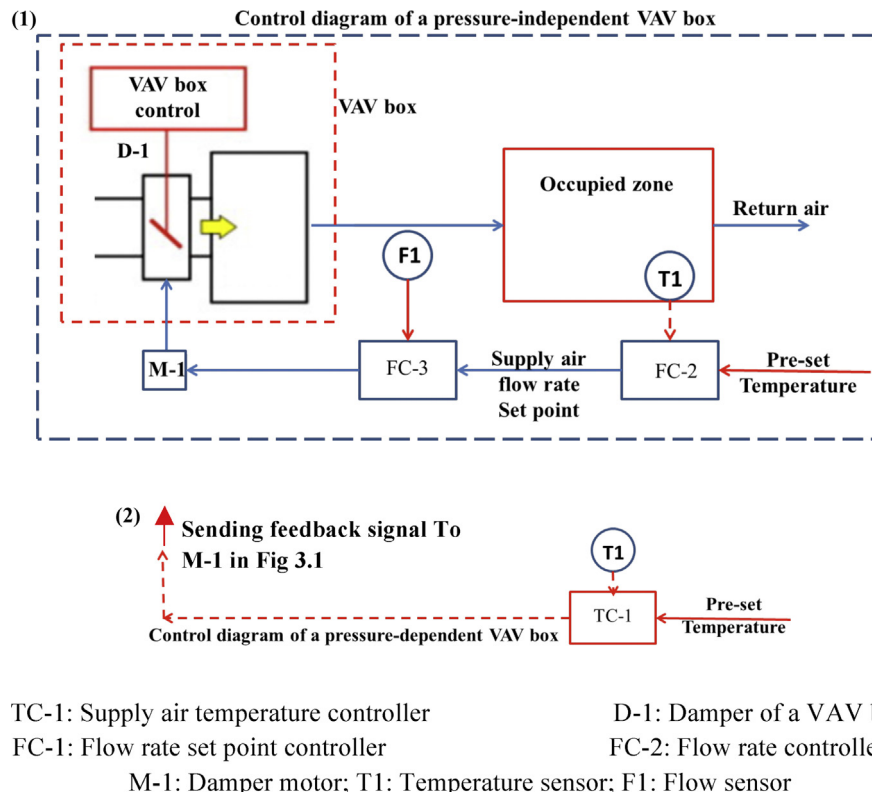 (1)
Control diagram of a pressure-independent VAV box
VAV box
control
VAV box
D-1
Occupied zone
Return air
F1
T1
M-1
FC-3
Supply air
flow rate
Set point
FC-2
Pre-set
Temperature
(2)
Sending feedback signal To
M-1 in Fig 3.1
T1
TC-1
Pre-set
Temperature
Control diagram of a pressure-dependent VAV box
TC-1: Supply air temperature controller D-1: Damper of a VAV
FC-1: Flow rate set point controller FC-2: Flow rate controlle
M-1: Damper motor; T1: Temperature sensor; F1: Flow sensor